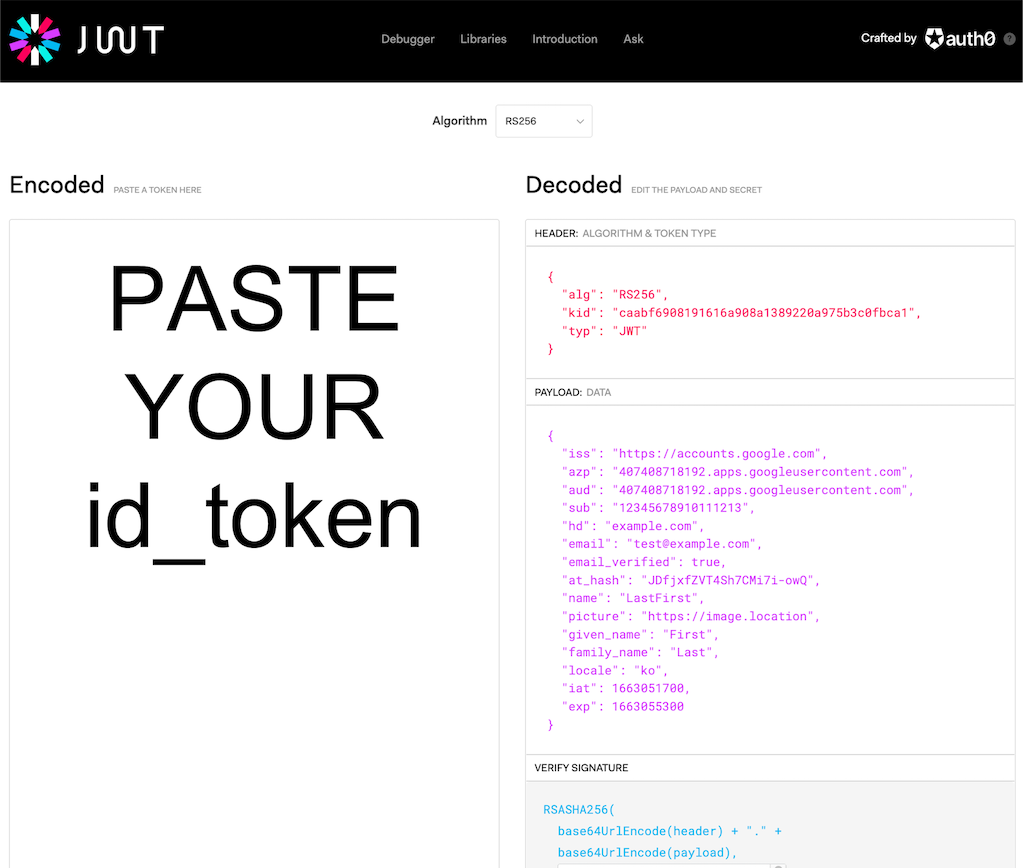 JWT
Debugger Libraries Introduction Ask
Crafted by auth0 ?
Algorithm RS256
Encoded PASTE A TOKEN HERE
Decoded EDIT THE PAYLOAD AND SECRET
PASTE
YOUR
id_token
HEADER: ALGORITHM & TOKEN TYPE
{
"alg": "RS256",
"kid": "caabf6908191616a908a1389220a975b3c0fbca1",
"typ": "JWT"
}
PAYLOAD: DATA
{
"iss": "https://accounts.google.com",
"azp": "407408718192.apps.googleusercontent.com",
"aud": "407408718192.apps.googleusercontent.com",
"sub": "12345678910111213",
"hd": "example.com",
"email": "test@example.com",
"email_verified": true,
"at_hash": "JDfjxfZVT4Sh7CMi7i-owQ",
"name": "LastFirst",
"picture": "https://image.location",
"given_name": "First",
"family_name": "Last",
"locale": "ko",
"iat": 1663051700,
"exp": 1663055300
}
VERIFY SIGNATURE
RSASHA256(
base64UrlEncode(header) + "." +
base64UrlEncode(payload),